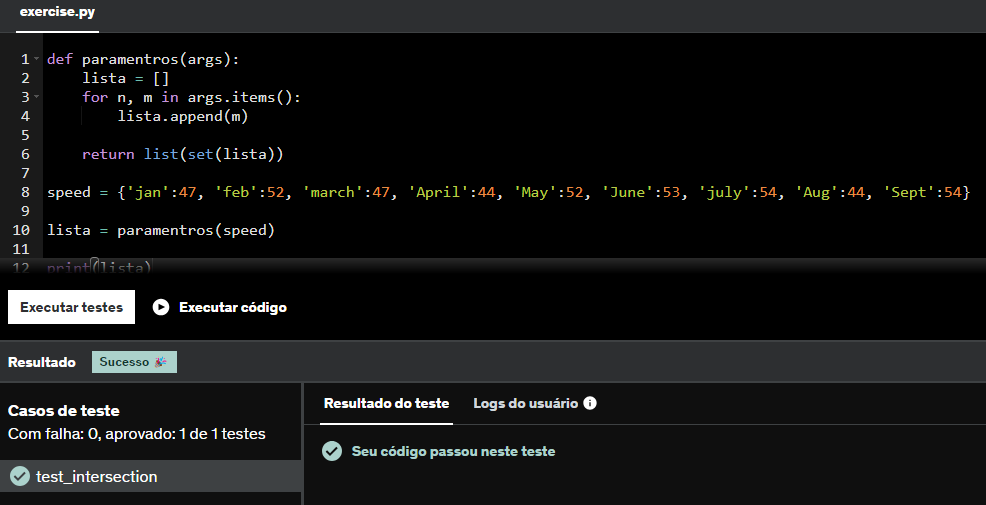 exercise.py
1 def paramentros(args):
2     lista = []
3     for n, m in args.items():
4         lista.append(m)
5
6     return list(set(lista))
7
8 speed = {'jan':47, 'feb':52, 'march':47, 'April':44, 'May':52, 'June':53, 'july':54, 'Aug':44, 'Sept':54}
9
10 lista = paramentros(speed)
11
12 print(lista)
Executar testes Executar código
Resultado Sucesso 🎉
Casos de teste
Com falha: 0, aprovado: 1 de 1 testes
test_intersection
Resultado do teste Logs do usuário
Seu código passou neste teste